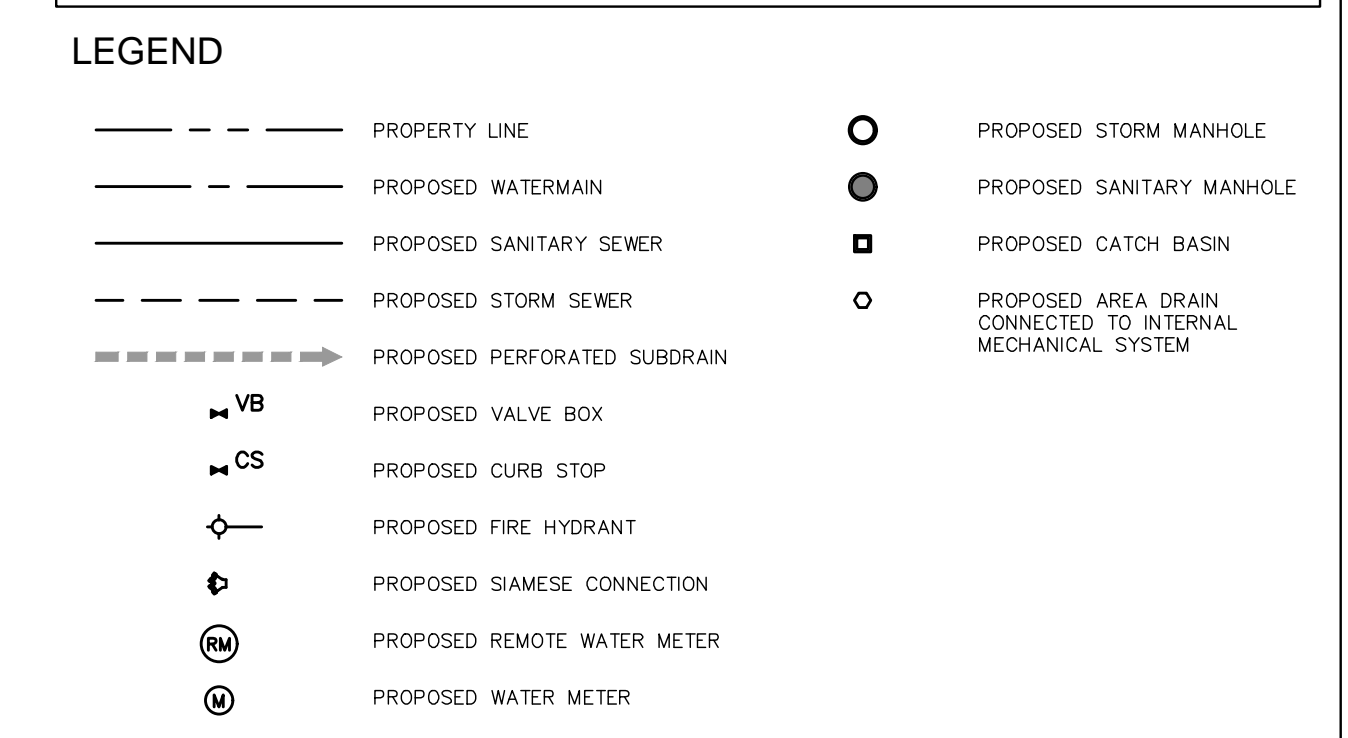 LEGEND
PROPERTY LINE
PROPOSED WATERMAIN
PROPOSED SANITARY SEWER
PROPOSED STORM SEWER
PROPOSED PERFORATED SUBDRAIN
VB
PROPOSED VALVE BOX
CS
PROPOSED CURB STOP
PROPOSED FIRE HYDRANT
PROPOSED SIAMESE CONNECTION
RM
PROPOSED REMOTE WATER METER
M
PROPOSED WATER METER
PROPOSED STORM MANHOLE
PROPOSED SANITARY MANHOLE
PROPOSED CATCH BASIN
PROPOSED AREA DRAIN
CONNECTED TO INTERNAL
MECHANICAL SYSTEM